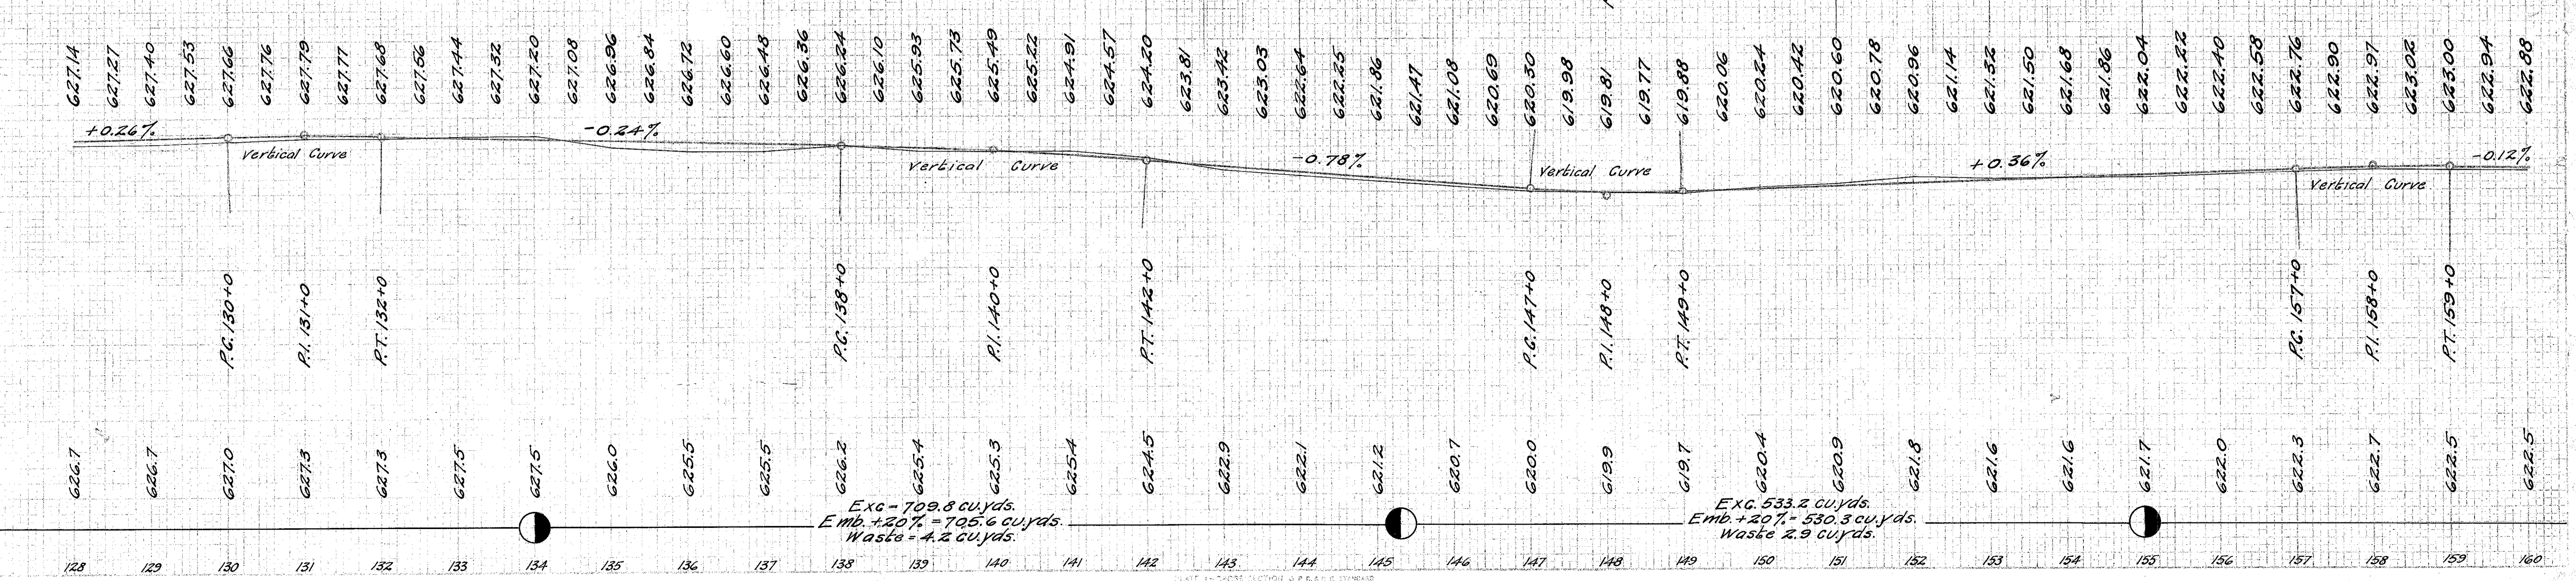 627.14 627.27 627.40 627.53 627.66 627.76 627.79 627.77 627.68 627.56 627.44 627.32 627.20 627.08 626.96 626.84 626.72 626.60 626.48 626.36 626.24 626.10 625.93 625.73 625.49 625.22 624.91 624.57 624.20 623.81 623.42 623.03 622.64 622.25 621.86 621.47 621.08 620.69 620.30 619.98 619.81 619.77 619.88 620.06 620.24 620.42 620.60 620.78 620.96 621.14 621.32 621.50 621.68 621.86 622.04 622.22 622.40 622.58 622.76 622.90 622.97 623.02 623.00 622.94 622.88
+0.26% -0.24% -0.78% +0.36% -0.12%
Vertical Curve Vertical Curve Vertical Curve Vertical Curve
P.C. 130+0 P.I. 131+0 P.T. 132+0 P.C. 138+0 P.I. 140+0 P.T. 142+0 P.C. 147+0 P.I. 148+0 P.T. 149+0 P.C. 157+0 P.I. 158+0 P.T. 159+0
626.7 626.7 627.0 627.3 627.3 627.5 627.5 626.0 625.5 625.5 626.2 625.4 625.3 625.4 624.5 622.9 622.1 621.2 620.7 620.0 619.9 619.7 620.4 620.9 621.8 621.6 621.6 621.7 622.0 622.3 622.7 622.5 622.5
Exc = 709.8 cu.yds.
Emb.+20% = 705.6 cu.yds.
Waste = 4.2 cu.yds.
Exc. 533.2 cu.yds.
Emb.+20% = 530.3 cu.yds.
Waste 2.9 cu.yds.
128 129 130 131 132 133 134 135 136 137 138 139 140 141 142 143 144 145 146 147 148 149 150 151 152 153 154 155 156 157 158 159 160